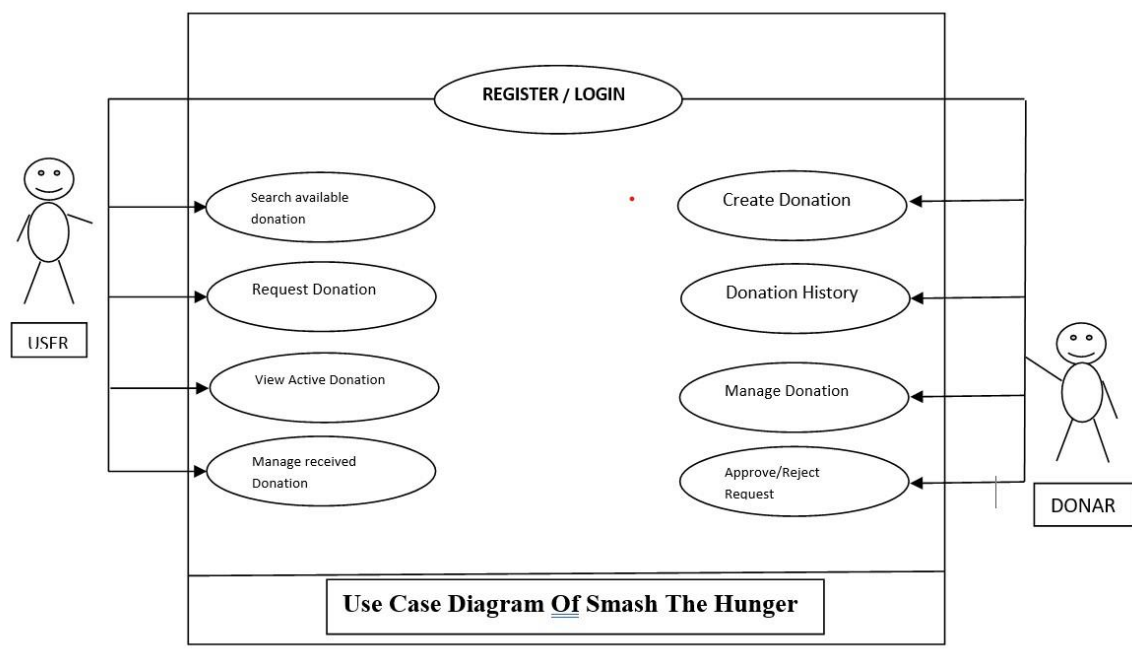 REGISTER / LOGIN
Search available
donation
Request Donation
View Active Donation
Manage received
Donation
USER
Create Donation
Donation History
Manage Donation
Approve/Reject
Request
DONAR
Use Case Diagram Of Smash The Hunger